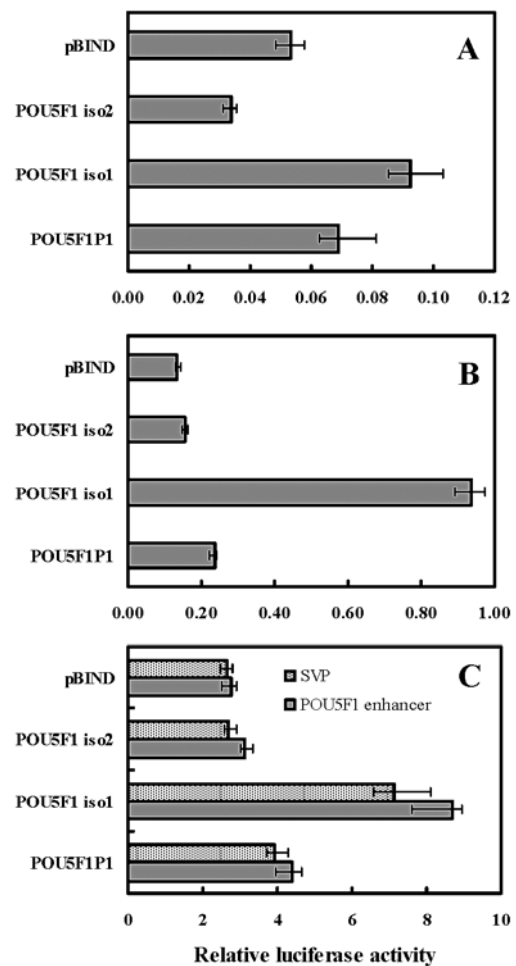 A
pBIND
POU5F1 iso2
POU5F1 iso1
POU5F1P1
0.00 0.02 0.04 0.06 0.08 0.10 0.12
B
pBIND
POU5F1 iso2
POU5F1 iso1
POU5F1P1
0.00 0.20 0.40 0.60 0.80 1.00
C
SVP
POU5F1 enhancer
pBIND
POU5F1 iso2
POU5F1 iso1
POU5F1P1
0 2 4 6 8 10
Relative luciferase activity